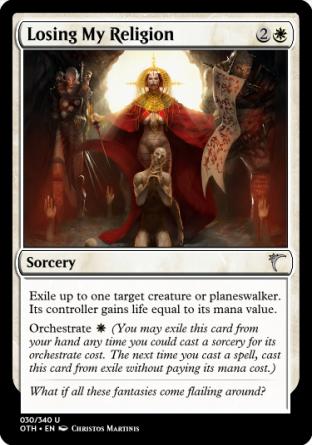 Losing My Religion 2
Sorcery
Exile up to one target creature or planeswalker.
Its controller gains life equal to its mana value.
Orchestrate (You may exile this card from
your hand any time you could cast a sorcery for its
orchestrate cost. The next time you cast a spell, cast
this card from exile without paying its mana cost.)
What if all these fantasies come flailing around?
030/340 U
OTH • EN Christos Martinis